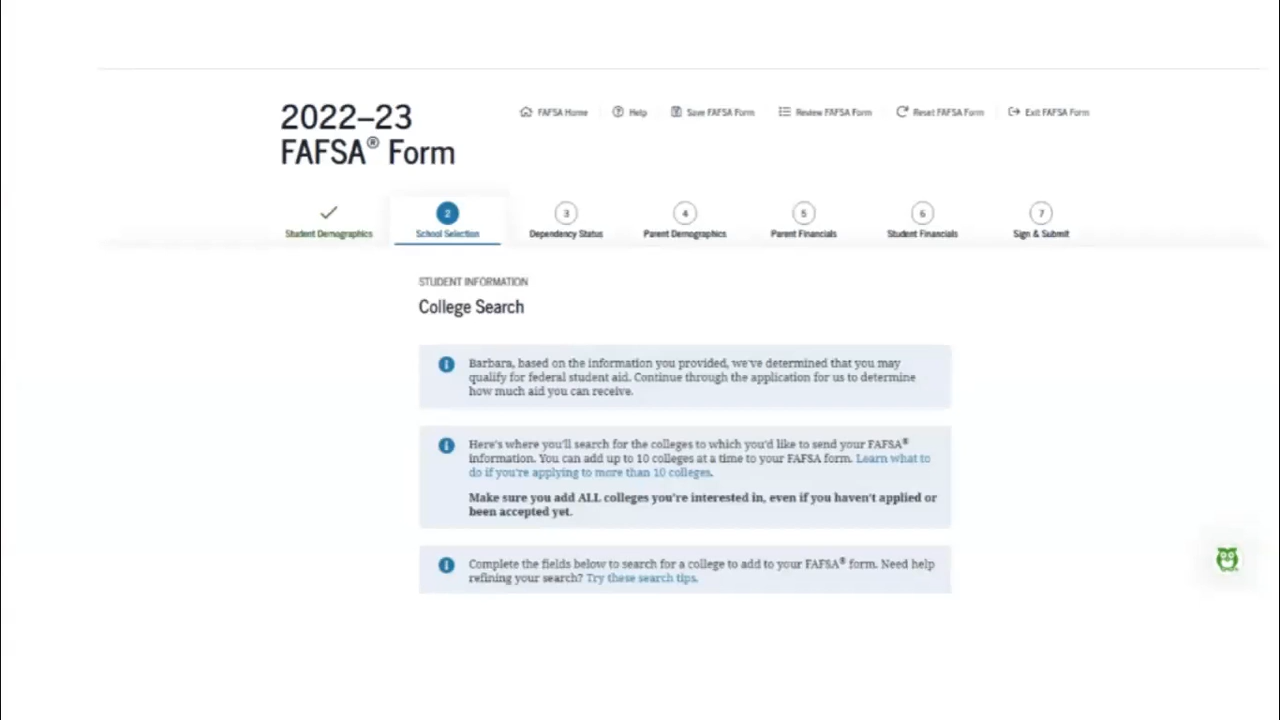 2022–23
FAFSA® Form
FAFSA Home
Help
Save FAFSA Form
Review FAFSA Form
Reset FAFSA Form
Exit FAFSA Form
Student Demographics
2
School Selection
3
Dependency Status
4
Parent Demographics
5
Parent Financials
6
Student Financials
7
Sign & Submit
STUDENT INFORMATION
College Search
Barbara, based on the information you provided, we've determined that you may
qualify for federal student aid. Continue through the application for us to determine
how much aid you can receive.
Here's where you'll search for the colleges to which you'd like to send your FAFSA®
information. You can add up to 10 colleges at a time to your FAFSA form. Learn what to
do if you're applying to more than 10 colleges.
Make sure you add ALL colleges you're interested in, even if you haven't applied or
been accepted yet.
Complete the fields below to search for a college to add to your FAFSA® form. Need help
refining your search? Try these search tips.